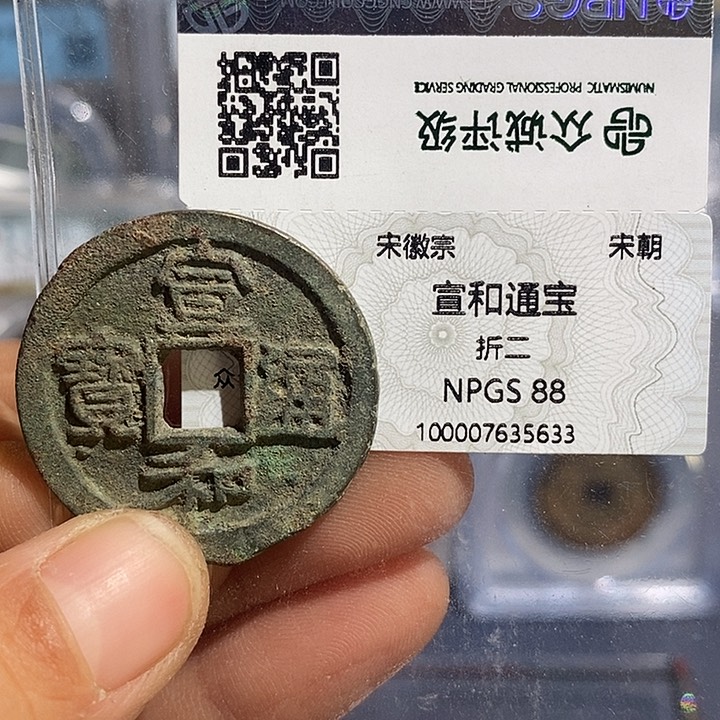 NPGS
众诚评级
NUMISMATIC PROFESSIONAL GRADING SERVICE
宋徽宗 宋朝
宣和通宝
折二
NPGS 88
100007635633
宣和通寶
众